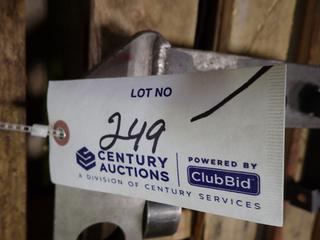 LOT NO
249
CENTURY
AUCTIONS
A DIVISION OF CENTURY SERVICES
POWERED BY
ClubBid